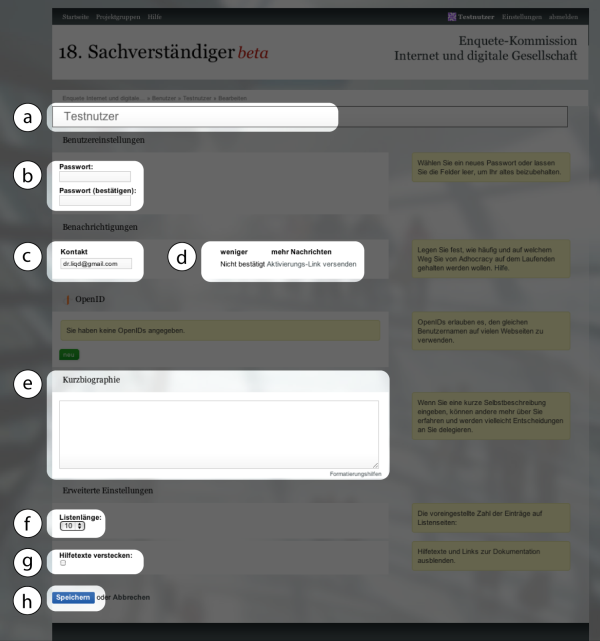 Startseite Projektgruppen Hilfe
Testnutzer Einstellungen abmelden
18. Sachverständiger beta
Enquete-Kommission
Internet und digitale Gesellschaft
Enquete Internet und digitale ... » Benutzer » Testnutzer » Bearbeiten
a
Testnutzer
Benutzereinstellungen
b
Passwort:
Passwort (bestätigen):
Wählen Sie ein neues Passwort oder lassen
Sie die Felder leer, um Ihr altes beizubehalten.
Benachrichtigungen
c
Kontakt
dr.liqd@gmail.com
d
weniger mehr Nachrichten
Nicht bestätigt Aktivierungs-Link versenden
Legen Sie fest, wie häufig und auf welchem
Weg Sie von Adhocracy auf dem Laufenden
gehalten werden wollen. Hilfe.
OpenID
Sie haben keine OpenIDs angegeben.
neu
OpenIDs erlauben es, den gleichen
Benutzernamen auf vielen Webseiten zu
verwenden.
e
Kurzbiographie
Formatierungshilfen
Wenn Sie eine kurze Selbstbeschreibung
eingeben, können andere mehr über Sie
erfahren und werden vielleicht Entscheidungen
an Sie delegieren.
Erweiterte Einstellungen
f
Listenlänge:
10
Die voreingestellte Zahl der Einträge auf
Listenseiten:
g
Hilfetexte verstecken:
Hilfetexte und Links zur Dokumentation
ausblenden.
h
Speichern oder Abbrechen